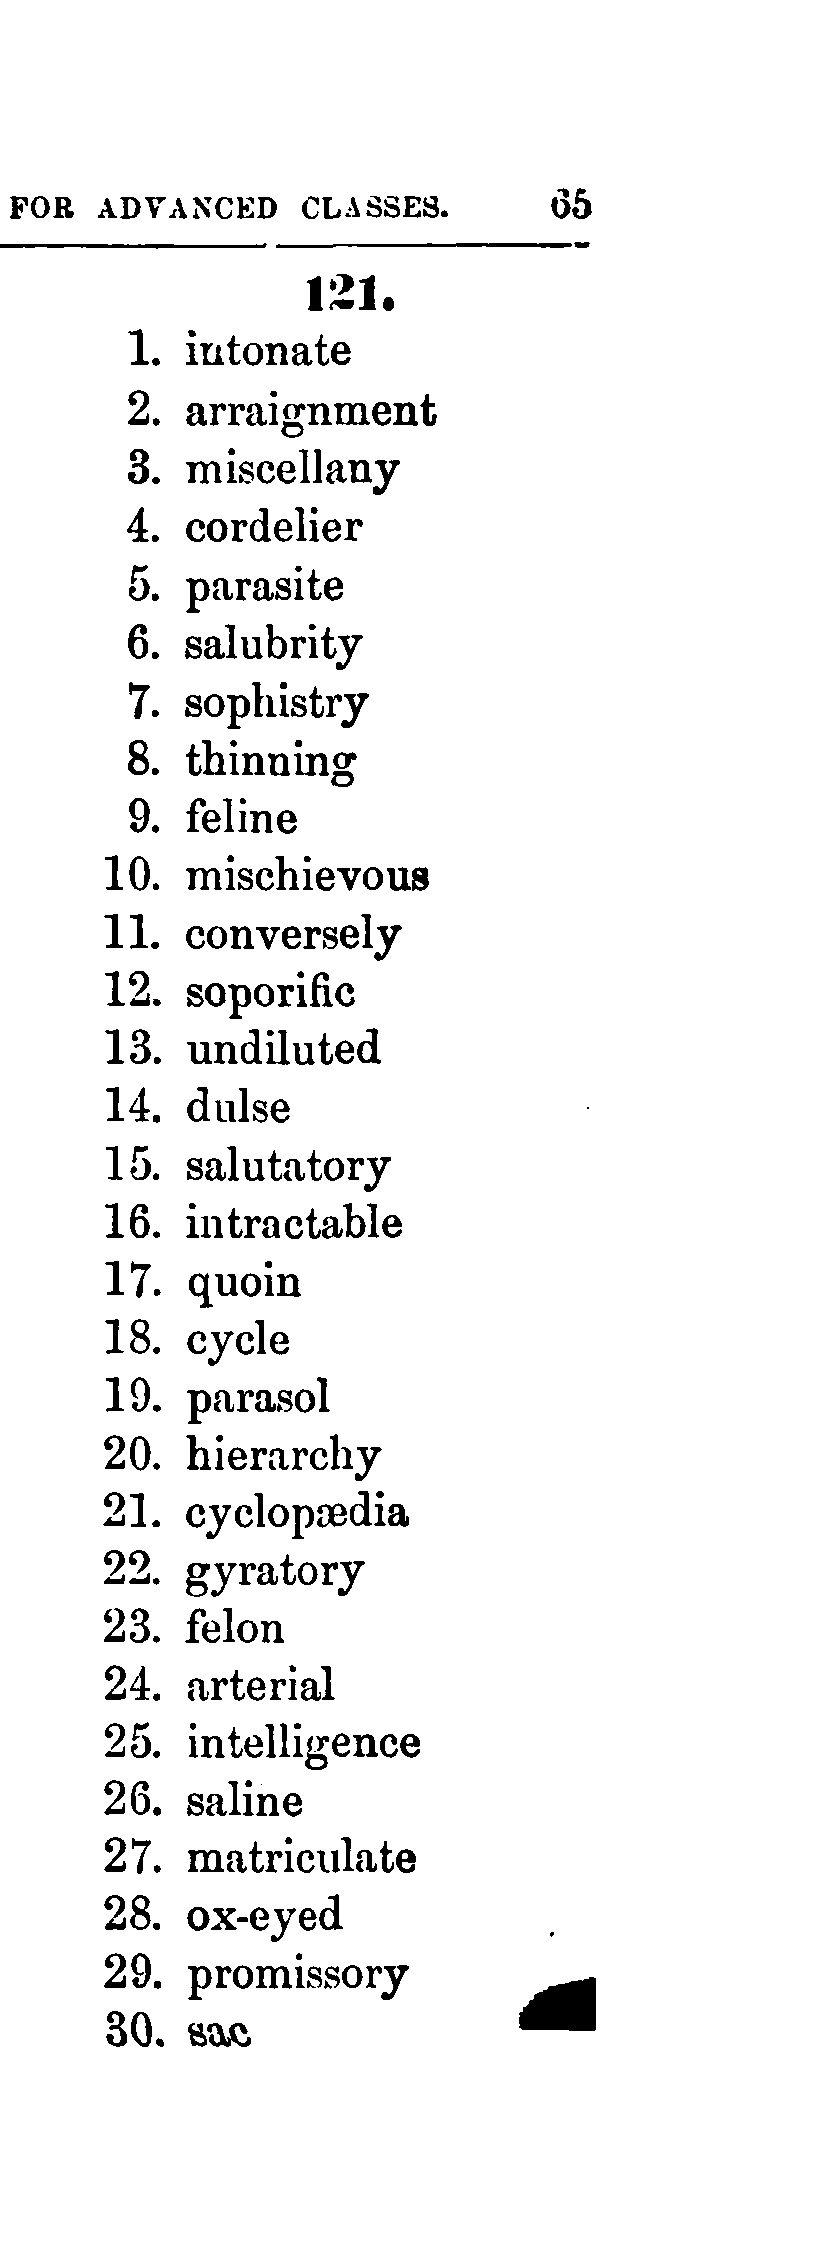 FOR ADVANCED CLASSES. 65
121.
1. intonate
2. arraignment
3. miscellany
4. cordelier
5. parasite
6. salubrity
7. sophistry
8. thinning
9. feline
10. mischievous
11. conversely
12. soporific
13. undiluted
14. dulse
15. salutatory
16. intractable
17. quoin
18. cycle
19. parasol
20. hierarchy
21. cyclopædia
22. gyratory
23. felon
24. arterial
25. intelligence
26. saline
27. matriculate
28. ox-eyed
29. promissory
30. sac